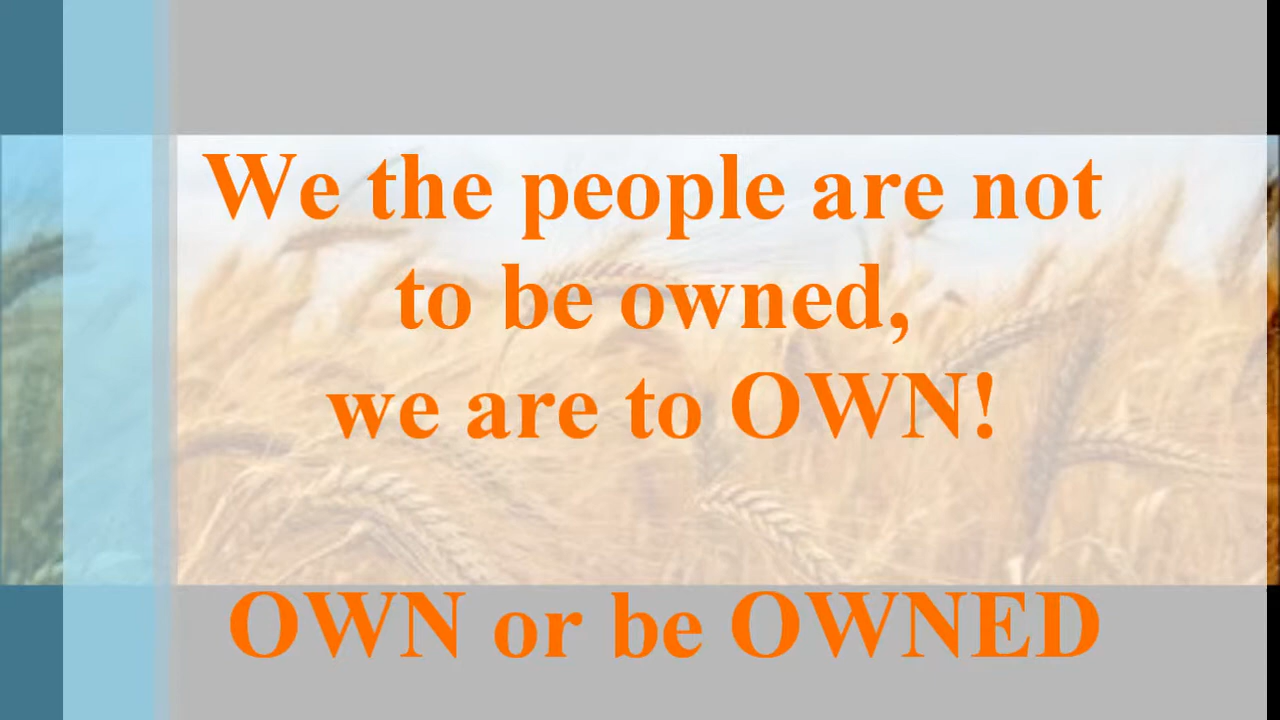 We the people are not
to be owned,
we are to OWN!
OWN or be OWNED